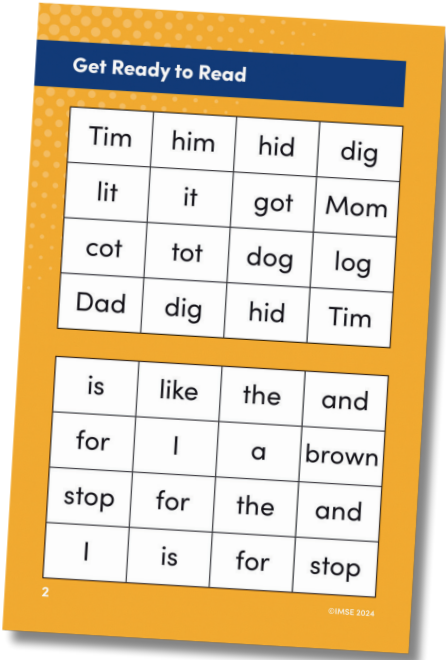 Get Ready to Read
Tim him hid dig
lit it got Mom
cot tot dog log
Dad dig hid Tim
is like the and
for I a brown
stop for the and
I is for stop
2
©IMSE 2024